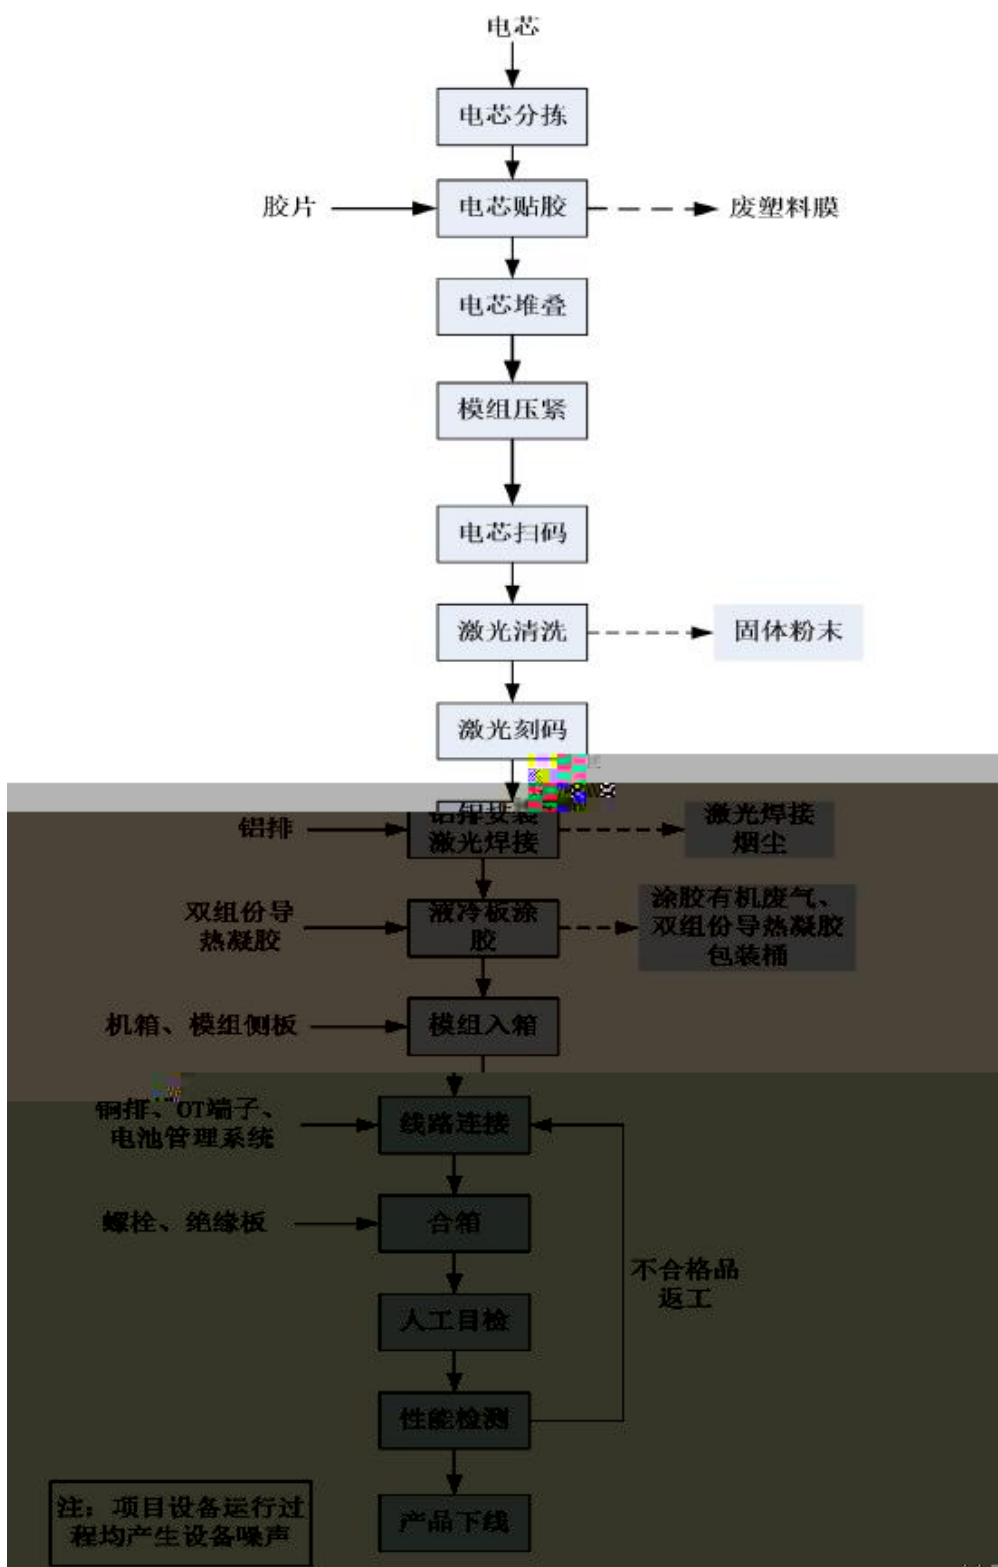 电芯
电芯分拣
胶片
电芯贴胶
废塑料膜
电芯堆叠
模组压紧
电芯扫码
激光清洗
固体粉末
激光刻码
铝排
铝排安装
激光焊接
激光焊接
烟尘
双组份导
热凝胶
液冷板涂
胶
涂胶有机废气、
双组份导热凝胶
包装桶
机箱、模组侧板
模组入箱
铜排、OT端子、
电池管理系统
线路连接
螺栓、绝缘板
合箱
不合格品
返工
人工目检
性能检测
注：项目设备运行过
程均产生设备噪声
产品下线